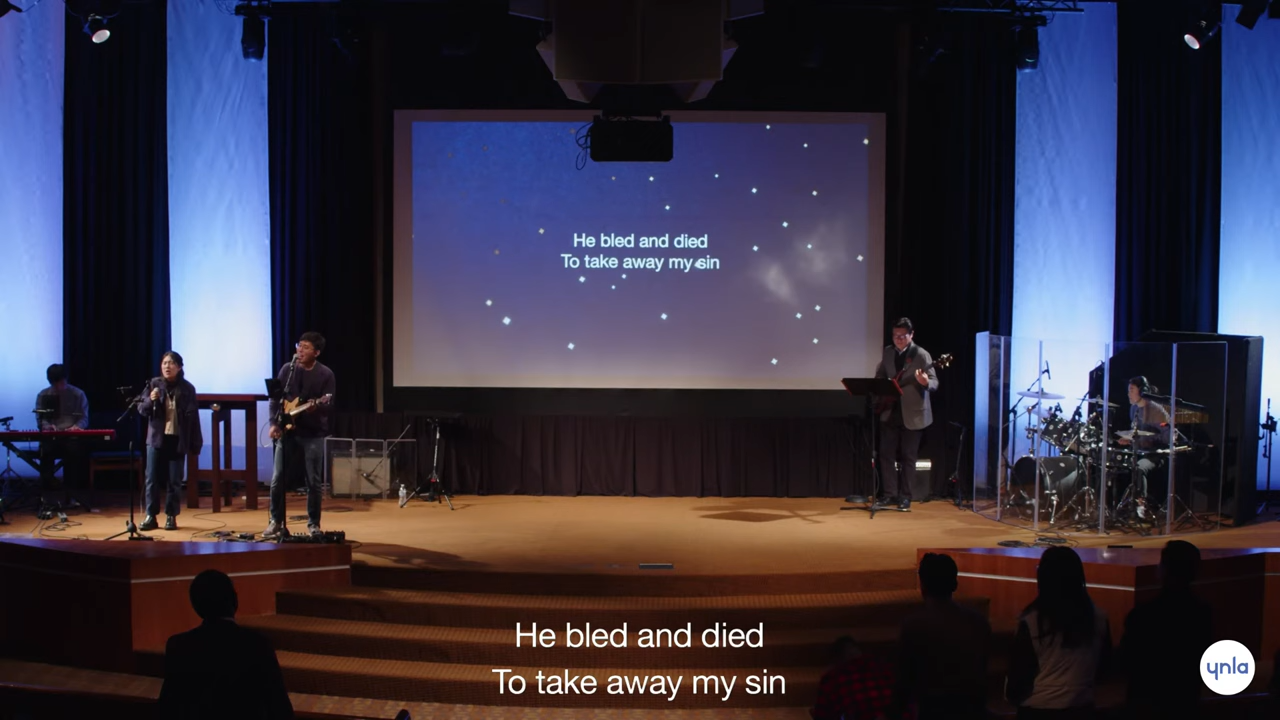 He bled and died
To take away my sin
He bled and died
To take away my sin
ynla